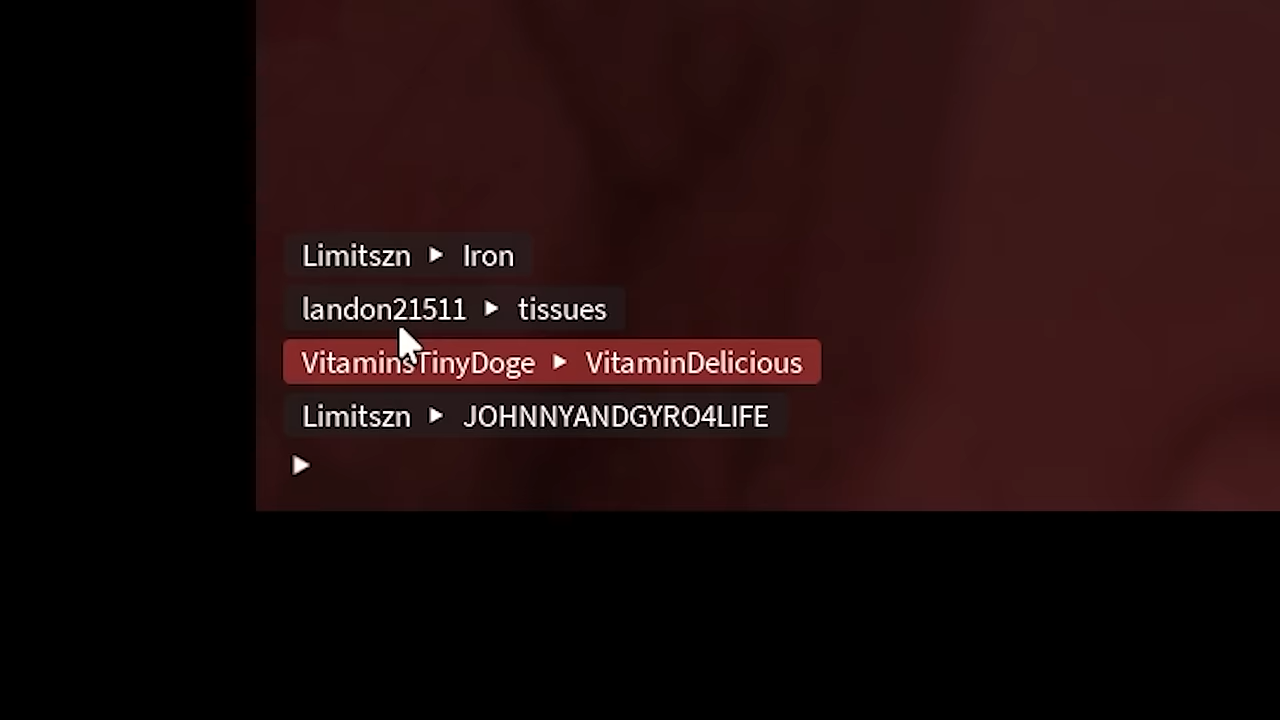 Limitszn ▶ Iron
landon21511 ▶ tissues
VitaminsTinyDoge ▶ VitaminDelicious
Limitszn ▶ JOHNNYANDGYRO4LIFE